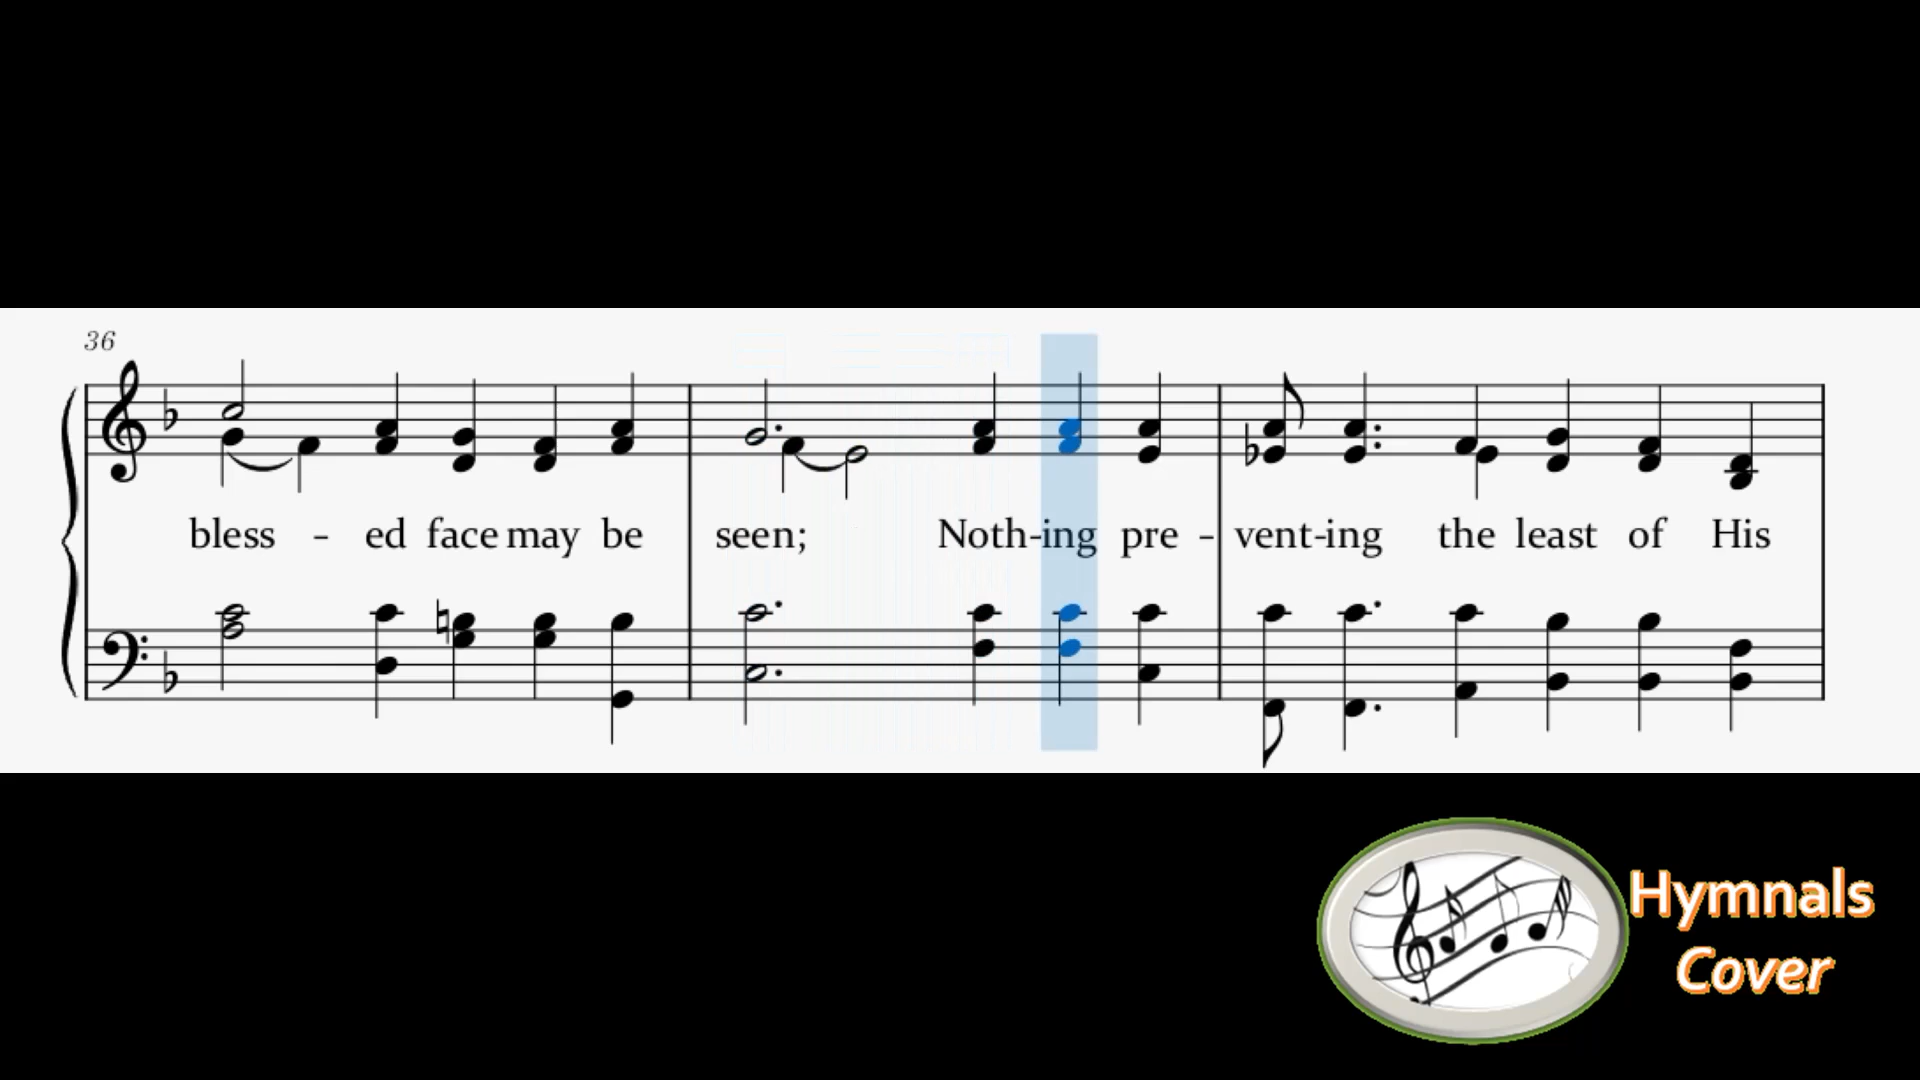 36
bless - ed face may be seen; Noth-ing pre - vent-ing the least of His
Hymnals
Cover